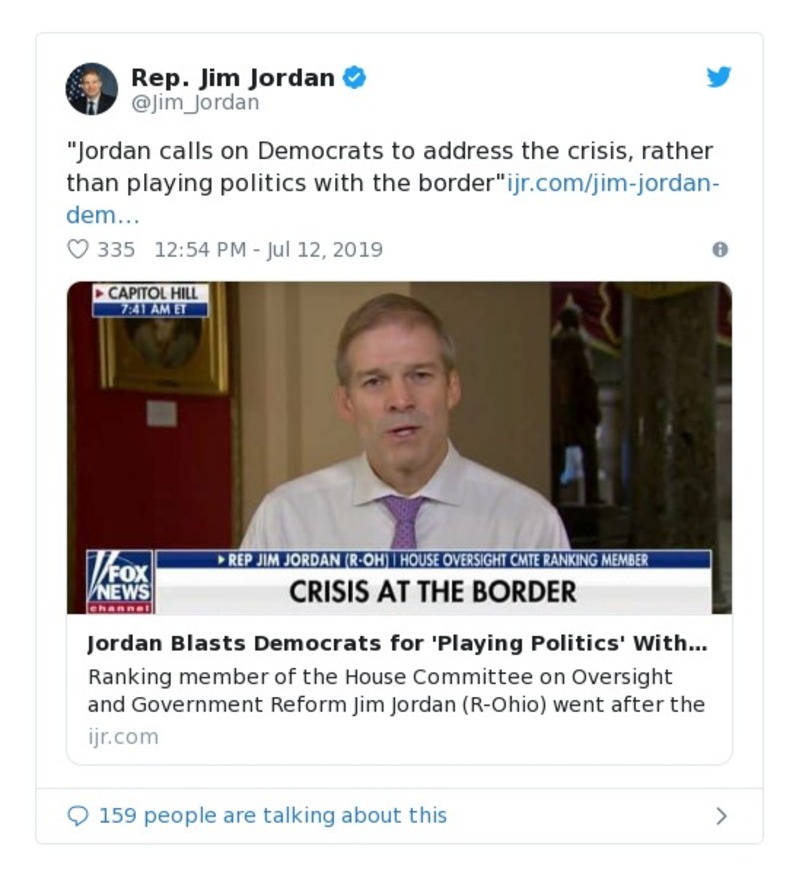 Rep. Jim Jordan
@Jim_Jordan
"Jordan calls on Democrats to address the crisis, rather
than playing politics with the border"ijr.com/jim-jordan-
dem…
335 12:54 PM - Jul 12, 2019
CAPITOL HILL
7:41 AM ET
FOX
NEWS
channel
REP JIM JORDAN (R-OH) | HOUSE OVERSIGHT CMTE RANKING MEMBER
CRISIS AT THE BORDER
Jordan Blasts Democrats for 'Playing Politics' With...
Ranking member of the House Committee on Oversight
and Government Reform Jim Jordan (R-Ohio) went after the
ijr.com
159 people are talking about this